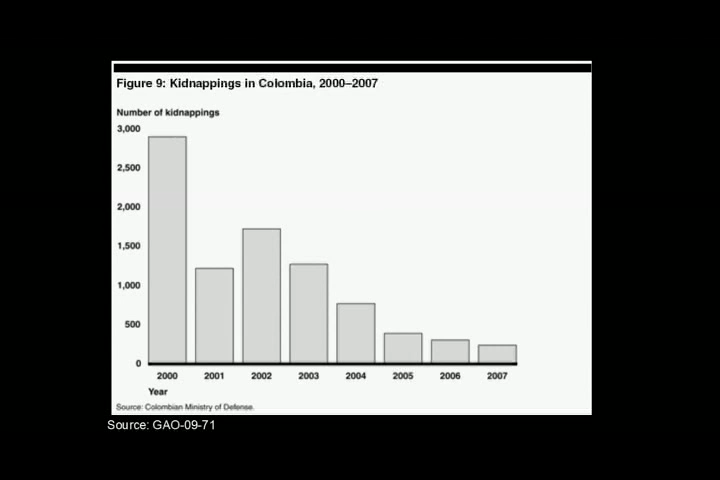 Figure 9: Kidnappings in Colombia, 2000–2007
Number of kidnappings
3,000
2,500
2,000
1,500
1,000
500
0
2000 2001 2002 2003 2004 2005 2006 2007
Year
Source: Colombian Ministry of Defense.
Source: GAO-09-71